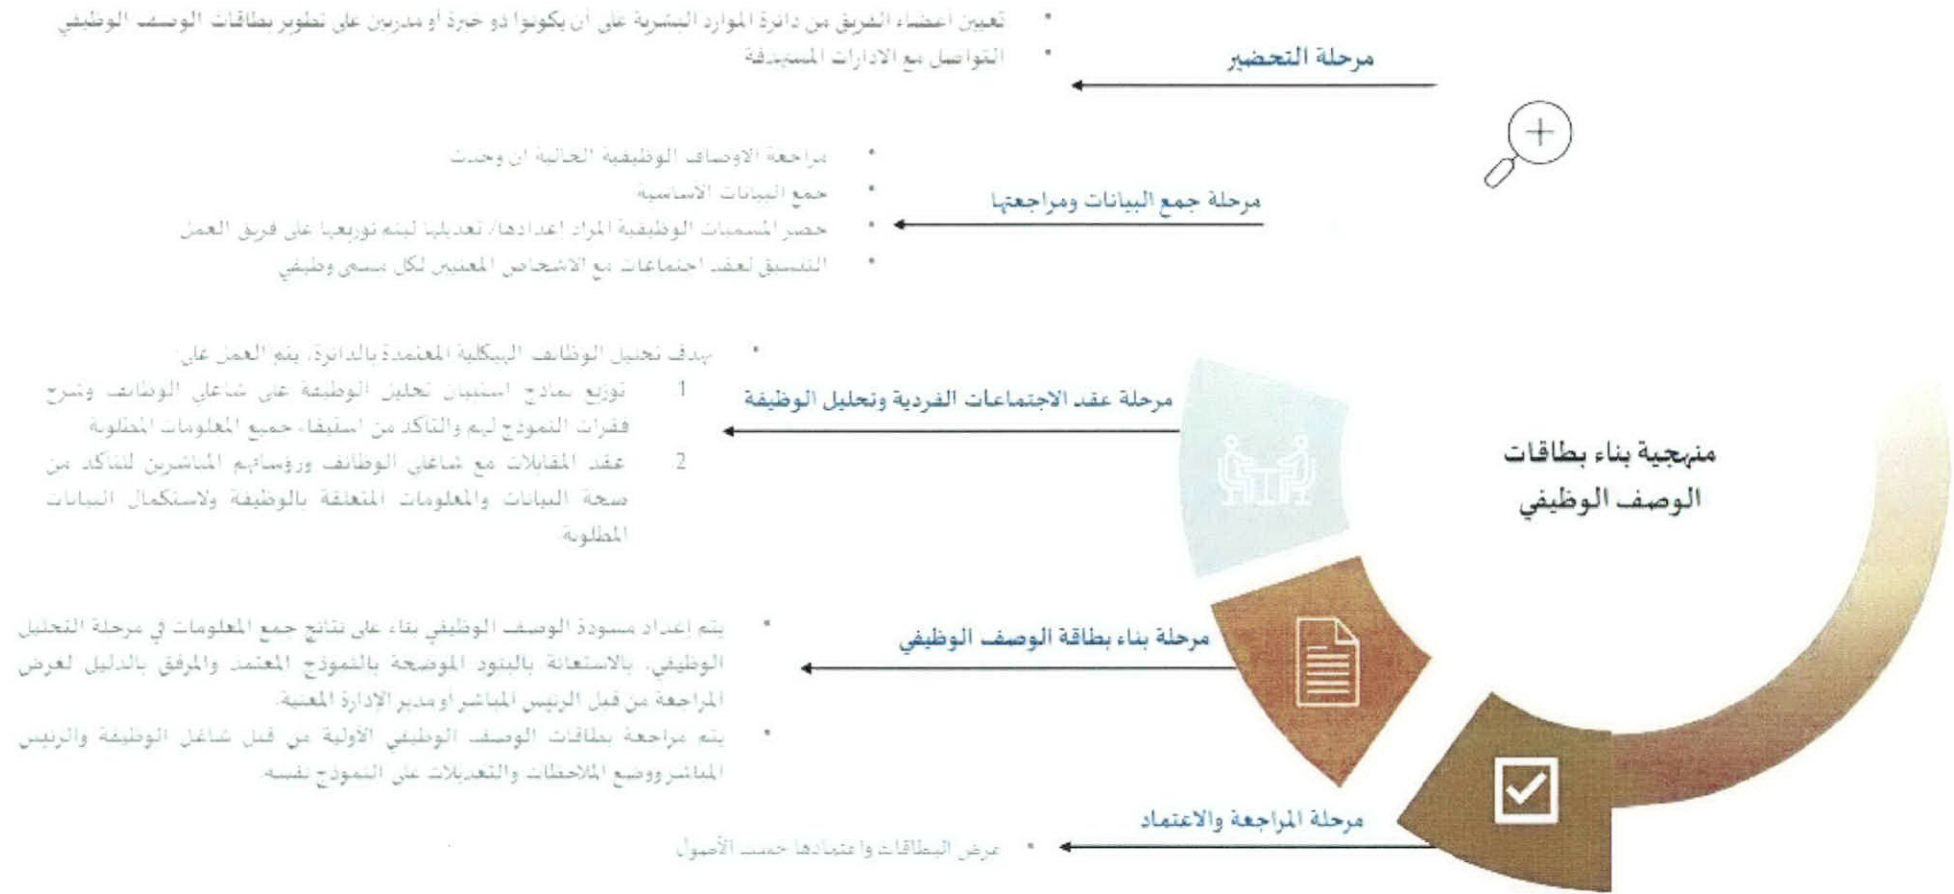 منهجية بناء بطاقات
الوصف الوظيفي
مرحلة التحضير
• تعيين أعضاء الفريق من دائرة الموارد البشرية على أن يكونوا ذو خبرة أو مدربين على تطوير بطاقات الوصف الوظيفي
• التواصل مع الادارات المستهدفة
مرحلة جمع البيانات ومراجعتها
• مراجعة الاوصاف الوظيفية الحالية ان وجدت
• جمع البيانات الأساسية
• حصر المسميات الوظيفية المراد إعدادها/ تعديلها ليتم توزيعها على فريق العمل
• التنسيق لعقد اجتماعات مع الاشخاص المعنيين لكل مسمى وظيفي
مرحلة عقد الاجتماعات الفردية وتحليل الوظيفة
• بهدف تحليل الوظائف الهيكلية المعتمدة بالدائرة، يتم العمل على:
1 توزيع نماذج استبيان تحليل الوظيفة على شاغلي الوظائف وشرح
فقرات النموذج لهم والتأكد من استيفاء جميع المعلومات المطلوبة
2 عقد المقابلات مع شاغلي الوظائف ورؤسائهم المباشرين للتأكد من
صحة البيانات والمعلومات المتعلقة بالوظيفة ولاستكمال البيانات
المطلوبة
مرحلة بناء بطاقة الوصف الوظيفي
• يتم إعداد مسودة الوصف الوظيفي بناء على نتائج جمع المعلومات في مرحلة التحليل
الوظيفي، بالاستعانة بالبنود الموضحة بالنموذج المعتمد والمرفق بالدليل لغرض
المراجعة من قبل الرئيس المباشر أو مدير الإدارة المعنية.
• يتم مراجعة بطاقات الوصف الوظيفي الأولية من قبل شاغل الوظيفة والرئيس
المباشر ووضع الملاحظات والتعديلات على النموذج نفسه.
مرحلة المراجعة والاعتماد
• عرض البطاقات واعتمادها حسب الأصول